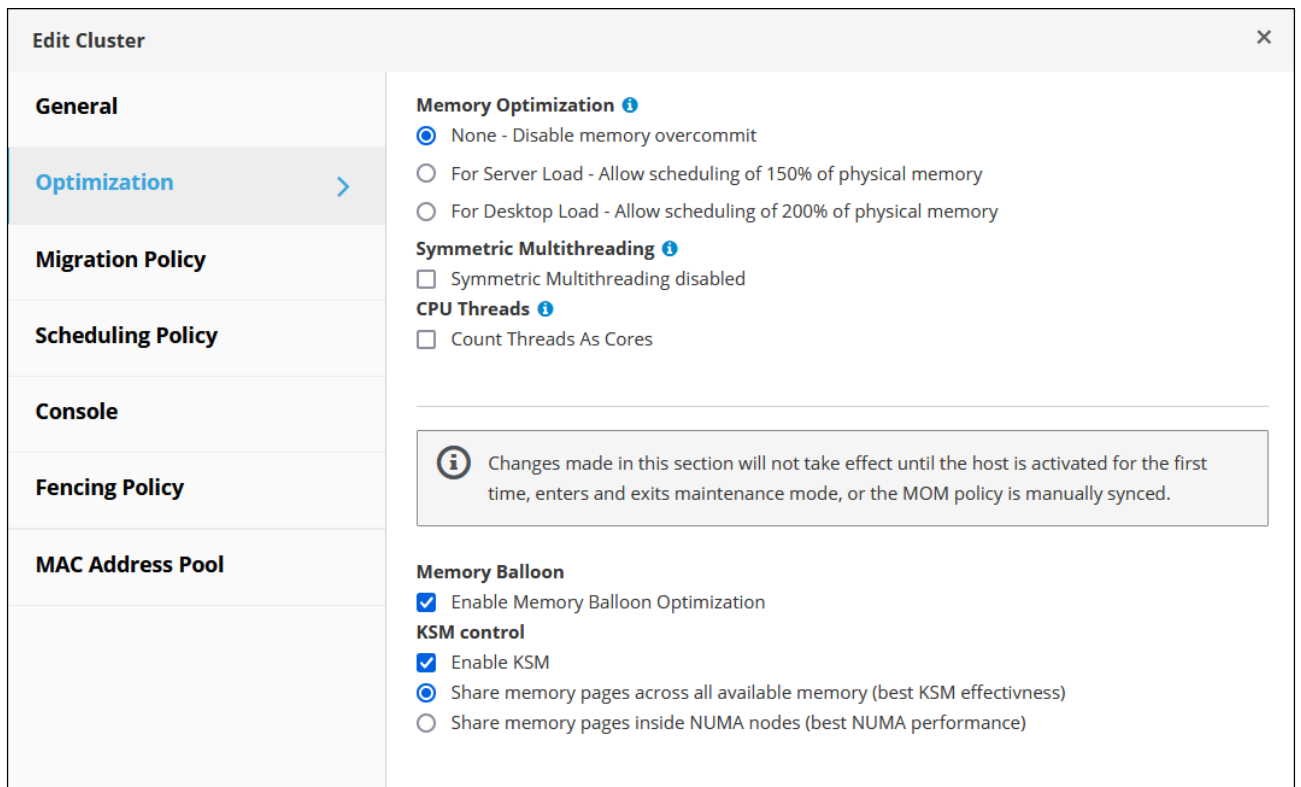 Edit Cluster
General
Optimization
Migration Policy
Scheduling Policy
Console
Fencing Policy
MAC Address Pool
Memory Optimization
None - Disable memory overcommit
For Server Load - Allow scheduling of 150% of physical memory
For Desktop Load - Allow scheduling of 200% of physical memory
Symmetric Multithreading
Symmetric Multithreading disabled
CPU Threads
Count Threads As Cores
Changes made in this section will not take effect until the host is activated for the first
time, enters and exits maintenance mode, or the MOM policy is manually synced.
Memory Balloon
Enable Memory Balloon Optimization
KSM control
Enable KSM
Share memory pages across all available memory (best KSM effectivness)
Share memory pages inside NUMA nodes (best NUMA performance)